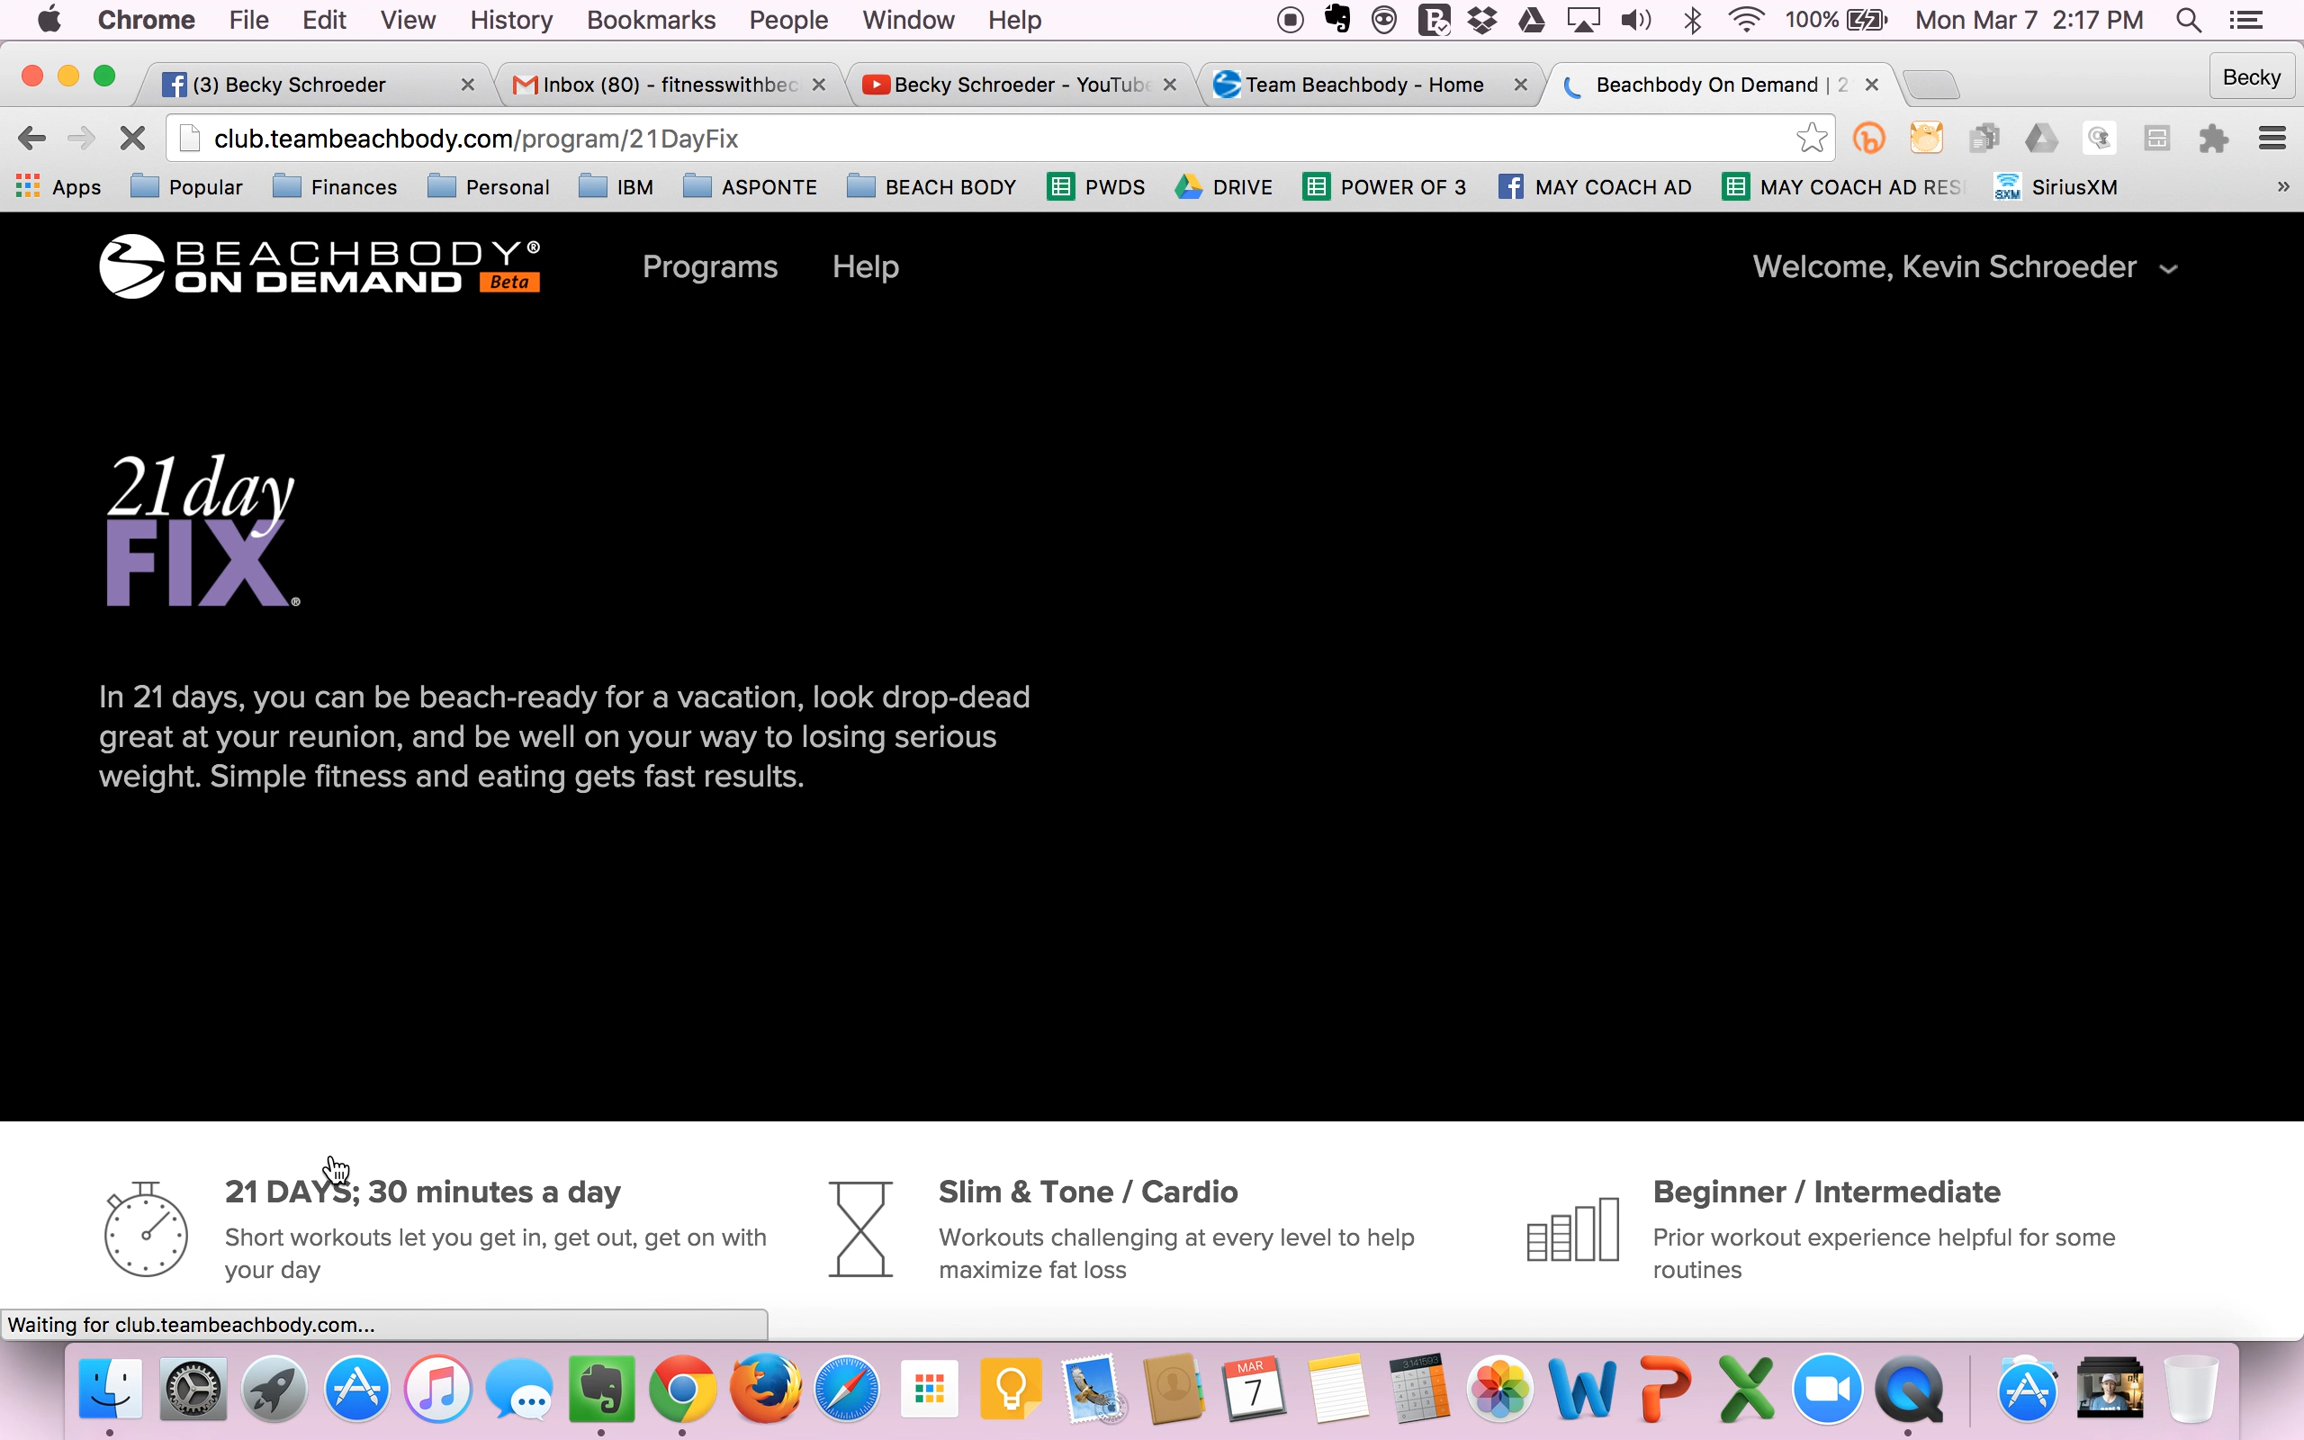 Chrome File Edit View History Bookmarks People Window Help 100% Mon Mar 7 2:17 PM
(3) Becky Schroeder Inbox (80) - fitnesswithbec Becky Schroeder - YouTube Team Beachbody - Home Beachbody On Demand | 2 Becky
club.teambeachbody.com/program/21DayFix
Apps Popular Finances Personal IBM ASPONTE BEACH BODY PWDS DRIVE POWER OF 3 MAY COACH AD MAY COACH AD RES SiriusXM »
BEACHBODY®
ON DEMAND Beta
Programs Help Welcome, Kevin Schroeder
21 day
FIX®
In 21 days, you can be beach-ready for a vacation, look drop-dead
great at your reunion, and be well on your way to losing serious
weight. Simple fitness and eating gets fast results.
21 DAYS; 30 minutes a day
Short workouts let you get in, get out, get on with
your day
Slim & Tone / Cardio
Workouts challenging at every level to help
maximize fat loss
Beginner / Intermediate
Prior workout experience helpful for some
routines
Waiting for club.teambeachbody.com...
MAR
7
3.141593